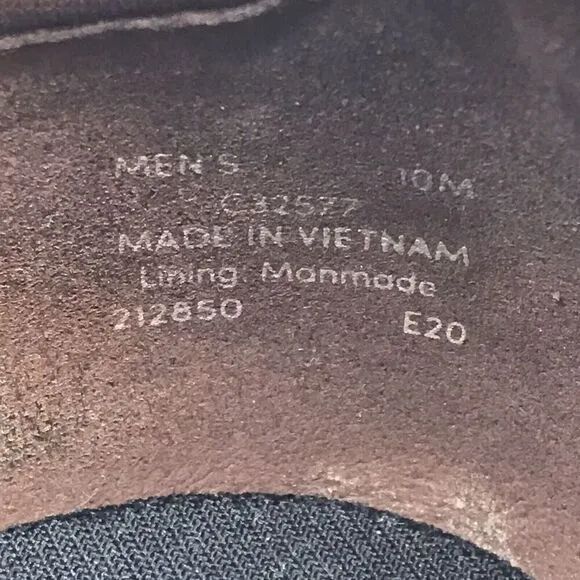 MEN'S 10M
C32577
MADE IN VIETNAM
Lining: Manmade
212850 E20